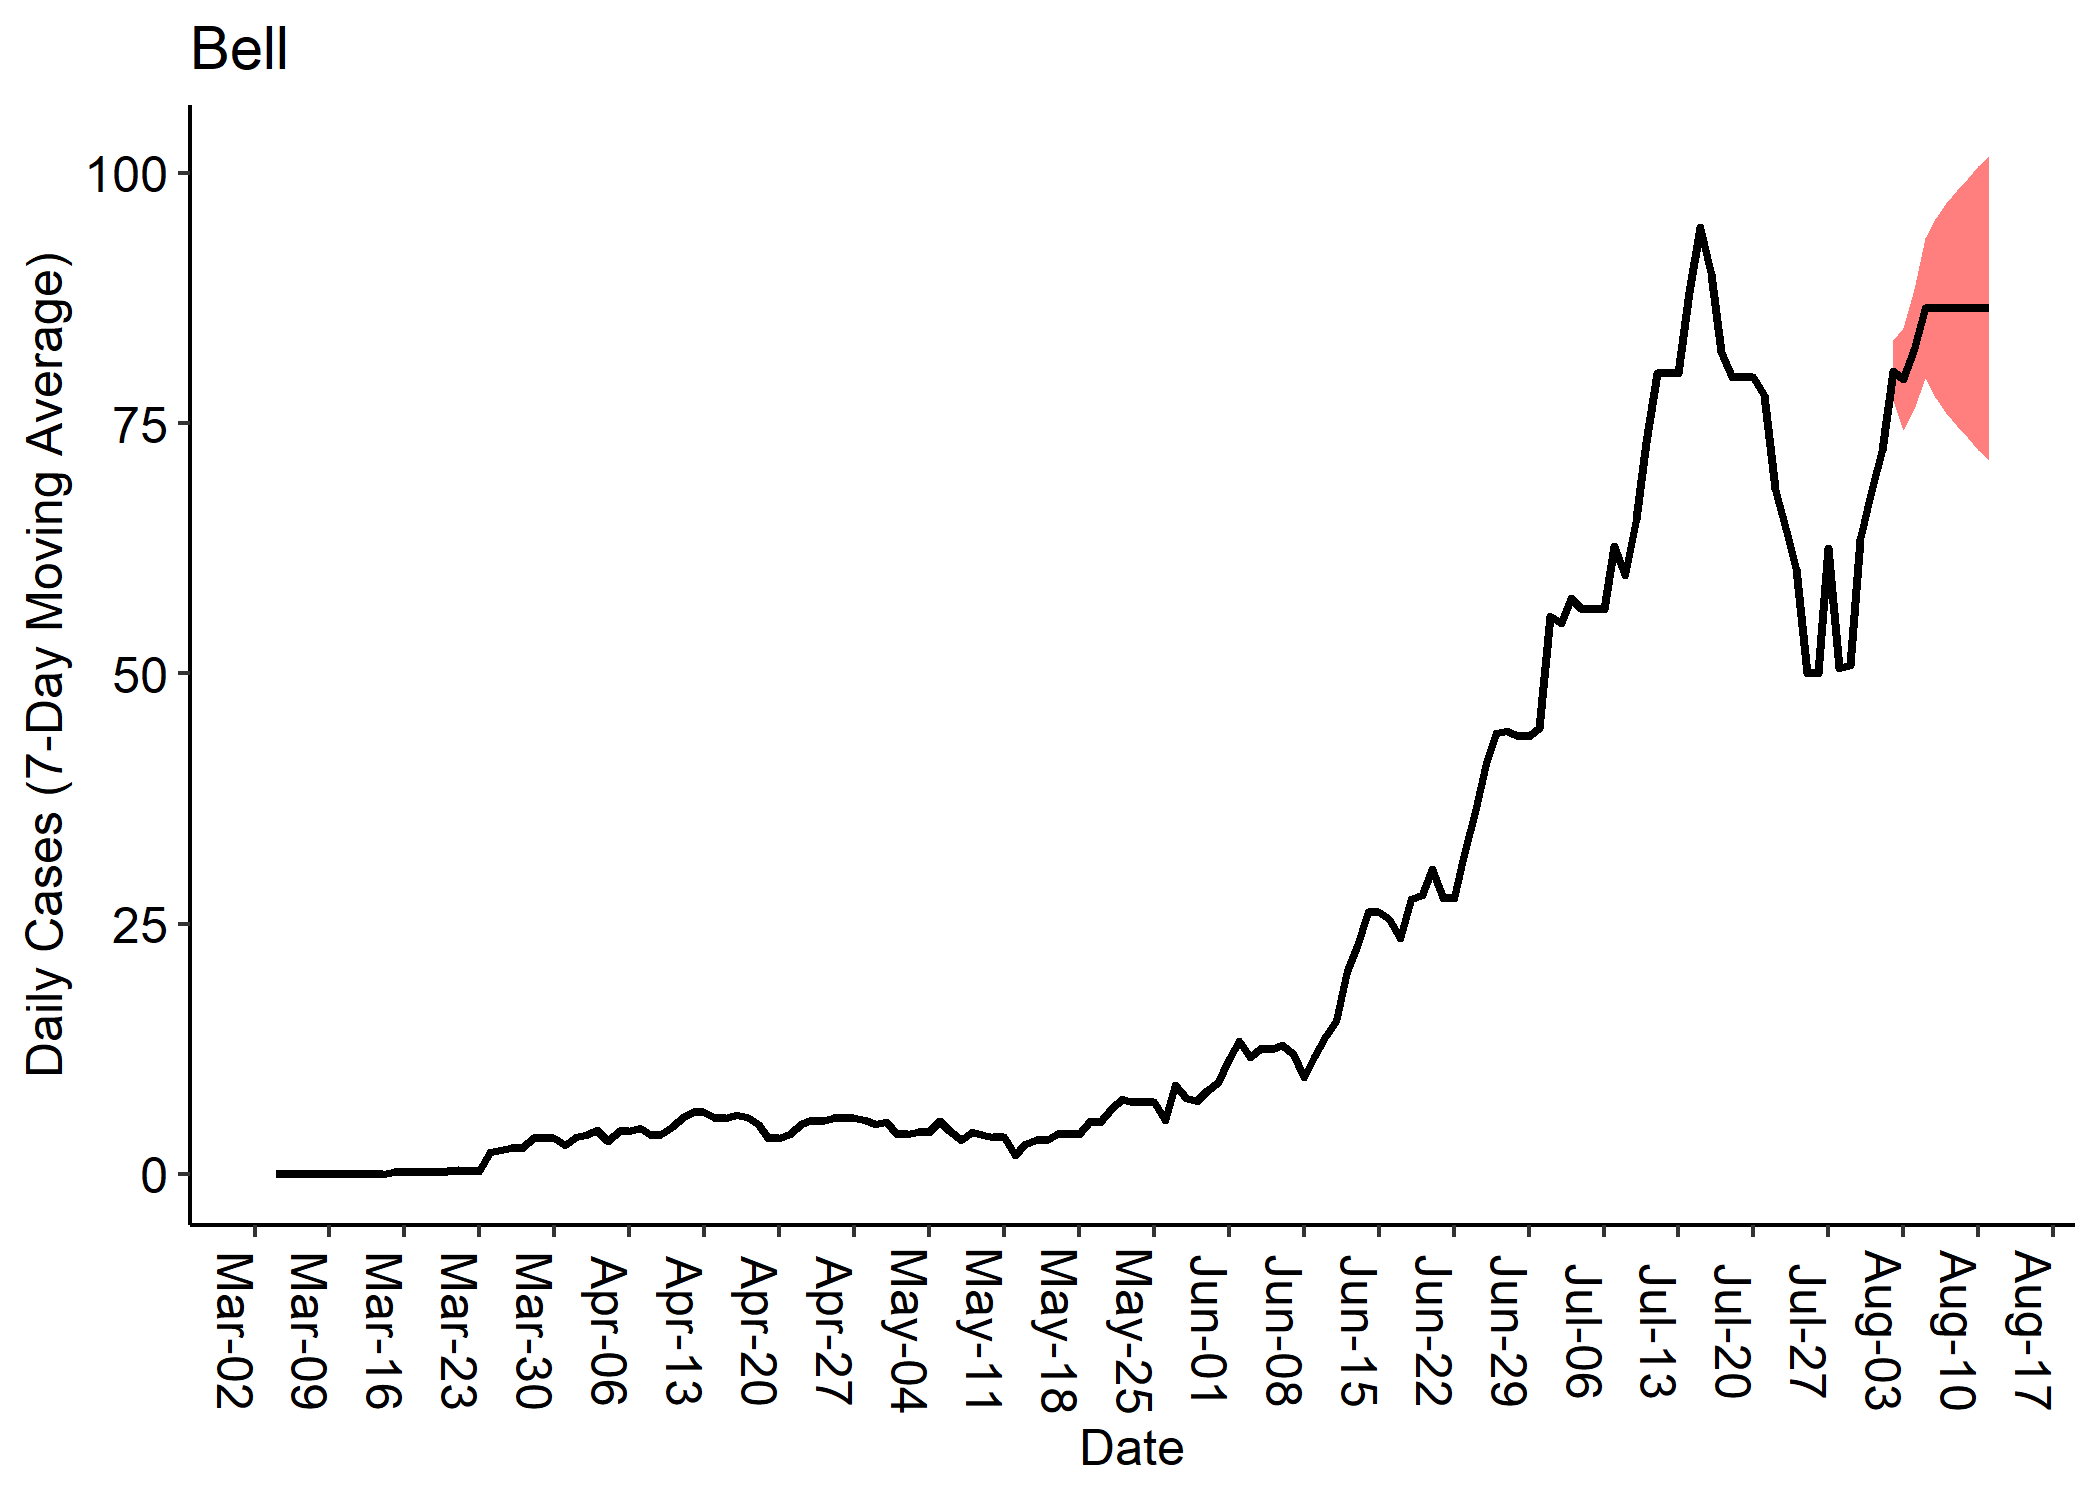 Bell
Daily Cases (7-Day Moving Average)
100
75
50
25
0
Mar-02
Mar-09
Mar-16
Mar-23
Mar-30
Apr-06
Apr-13
Apr-20
Apr-27
May-04
May-11
May-18
May-25
Jun-01
Jun-08
Jun-15
Jun-22
Jun-29
Jul-06
Jul-13
Jul-20
Jul-27
Aug-03
Aug-10
Aug-17
Date